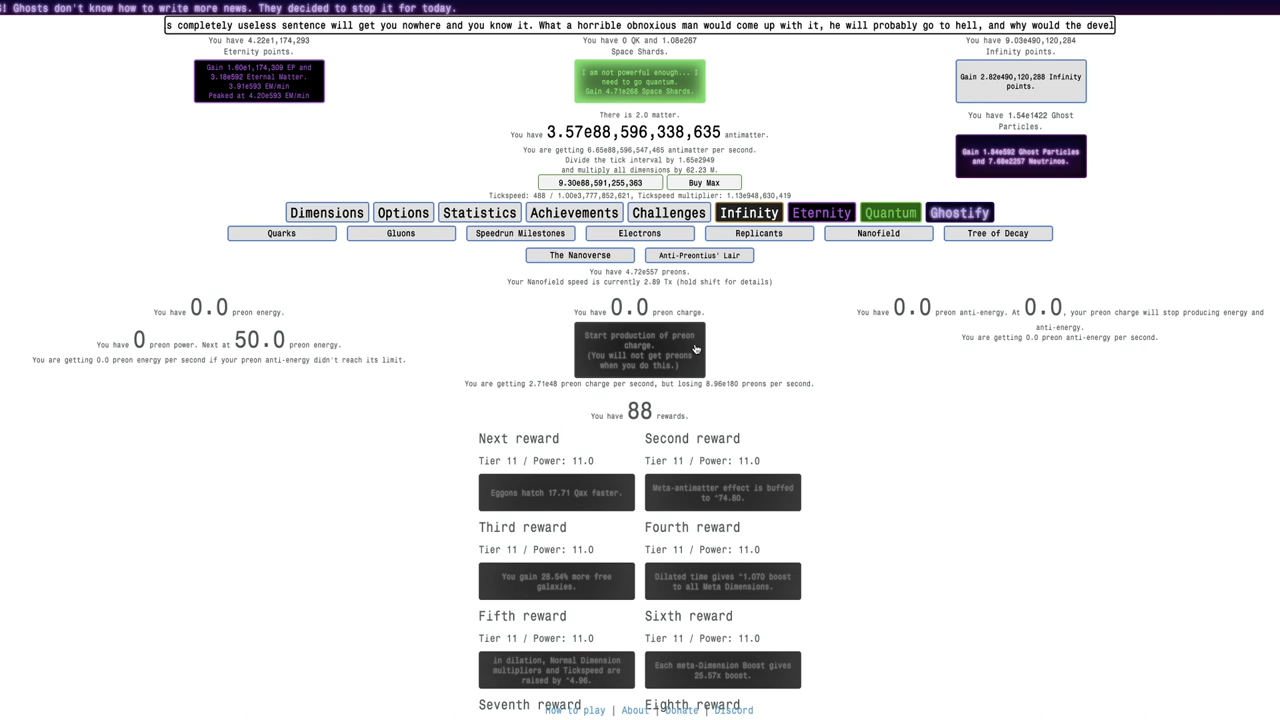 S! Ghosts don't know how to write more news. They decided to stop it for today.
s completely useless sentence will get you nowhere and you know it. What a horrible obnoxious man would come up with it, he will probably go to hell, and why would the devel
You have 4.22e1,174,293
Eternity points.
Gain 1.60e1,174,309 EP and
3.18e592 Eternal Matter.
3.91e593 EM/min
Peaked at 4.20e593 EM/min
You have 0 QK and 1.08e267
Space Shards.
I am not powerful enough... I
need to go quantum.
Gain 4.71e266 Space Shards.
You have 9.03e490,120,284
Infinity points.
Gain 2.82e490,120,288 Infinity
points.
You have 1.54e1422 Ghost
Particles.
Gain 1.84e592 Ghost Particles
and 7.68e2257 Neutrinos.
There is 2.0 matter.
You have 3.57e88,596,338,635 antimatter.
You are getting 6.65e88,596,547,465 antimatter per second.
Divide the tick interval by 1.65e2949
and multiply all dimensions by 62.23 M.
9.30e88,591,255,363 Buy Max
Tickspeed: 488 / 1.00e3,777,852,621, Tickspeed multiplier: 1.13e948,630,419
Dimensions Options Statistics Achievements Challenges Infinity Eternity Quantum Ghostify
Quarks Gluons Speedrun Milestones Electrons Replicants Nanofield Tree of Decay
The Nanoverse Anti-Preontius' Lair
You have 4.72e557 preons.
Your Nanofield speed is currently 2.89 Tx (hold shift for details)
You have 0.0 preon energy.
You have 0 preon power. Next at 50.0 preon energy.
You are getting 0.0 preon energy per second if your preon anti-energy didn't reach its limit.
You have 0.0 preon charge.
Start production of preon
charge.
(You will not get preons
when you do this.)
You are getting 2.71e48 preon charge per second, but losing 8.96e180 preons per second.
You have 0.0 preon anti-energy. At 0.0, your preon charge will stop producing energy and
anti-energy.
You are getting 0.0 preon anti-energy per second.
You have 88 rewards.
Next reward
Tier 11 / Power: 11.0
Eggons hatch 17.71 Qax faster.
Second reward
Tier 11 / Power: 11.0
Meta-antimatter effect is buffed
to ^74.80.
Third reward
Tier 11 / Power: 11.0
You gain 28.54% more free
galaxies.
Fourth reward
Tier 11 / Power: 11.0
Dilated time gives ^1.070 boost
to all Meta Dimensions.
Fifth reward
Tier 11 / Power: 11.0
in dilation, Normal Dimension
multipliers and Tickspeed are
raised by ^4.96.
Sixth reward
Tier 11 / Power: 11.0
Each meta-Dimension Boost gives
25.57x boost.
Seventh reward
Eighth reward
How to play | About | Donate | Discord